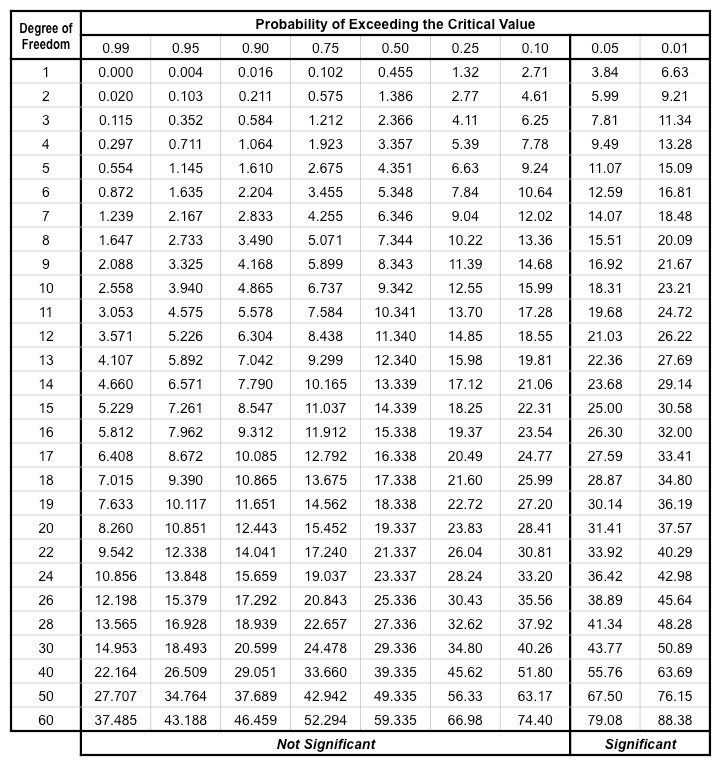 Degree of Freedom Probability of Exceeding the Critical Value
0.99 0.95 0.90 0.75 0.50 0.25 0.10 0.05 0.01
1 0.000 0.004 0.016 0.102 0.455 1.32 2.71 3.84 6.63
2 0.020 0.103 0.211 0.575 1.386 2.77 4.61 5.99 9.21
3 0.115 0.352 0.584 1.212 2.366 4.11 6.25 7.81 11.34
4 0.297 0.711 1.064 1.923 3.357 5.39 7.78 9.49 13.28
5 0.554 1.145 1.610 2.675 4.351 6.63 9.24 11.07 15.09
6 0.872 1.635 2.204 3.455 5.348 7.84 10.64 12.59 16.81
7 1.239 2.167 2.833 4.255 6.346 9.04 12.02 14.07 18.48
8 1.647 2.733 3.490 5.071 7.344 10.22 13.36 15.51 20.09
9 2.088 3.325 4.168 5.899 8.343 11.39 14.68 16.92 21.67
10 2.558 3.940 4.865 6.737 9.342 12.55 15.99 18.31 23.21
11 3.053 4.575 5.578 7.584 10.341 13.70 17.28 19.68 24.72
12 3.571 5.226 6.304 8.438 11.340 14.85 18.55 21.03 26.22
13 4.107 5.892 7.042 9.299 12.340 15.98 19.81 22.36 27.69
14 4.660 6.571 7.790 10.165 13.339 17.12 21.06 23.68 29.14
15 5.229 7.261 8.547 11.037 14.339 18.25 22.31 25.00 30.58
16 5.812 7.962 9.312 11.912 15.338 19.37 23.54 26.30 32.00
17 6.408 8.672 10.085 12.792 16.338 20.49 24.77 27.59 33.41
18 7.015 9.390 10.865 13.675 17.338 21.60 25.99 28.87 34.80
19 7.633 10.117 11.651 14.562 18.338 22.72 27.20 30.14 36.19
20 8.260 10.851 12.443 15.452 19.337 23.83 28.41 31.41 37.57
22 9.542 12.338 14.041 17.240 21.337 26.04 30.81 33.92 40.29
24 10.856 13.848 15.659 19.037 23.337 28.24 33.20 36.42 42.98
26 12.198 15.379 17.292 20.843 25.336 30.43 35.56 38.89 45.64
28 13.565 16.928 18.939 22.657 27.336 32.62 37.92 41.34 48.28
30 14.953 18.493 20.599 24.478 29.336 34.80 40.26 43.77 50.89
40 22.164 26.509 29.051 33.660 39.335 45.62 51.80 55.76 63.69
50 27.707 34.764 37.689 42.942 49.335 56.33 63.17 67.50 76.15
60 37.485 43.188 46.459 52.294 59.335 66.98 74.40 79.08 88.38
Not Significant Significant